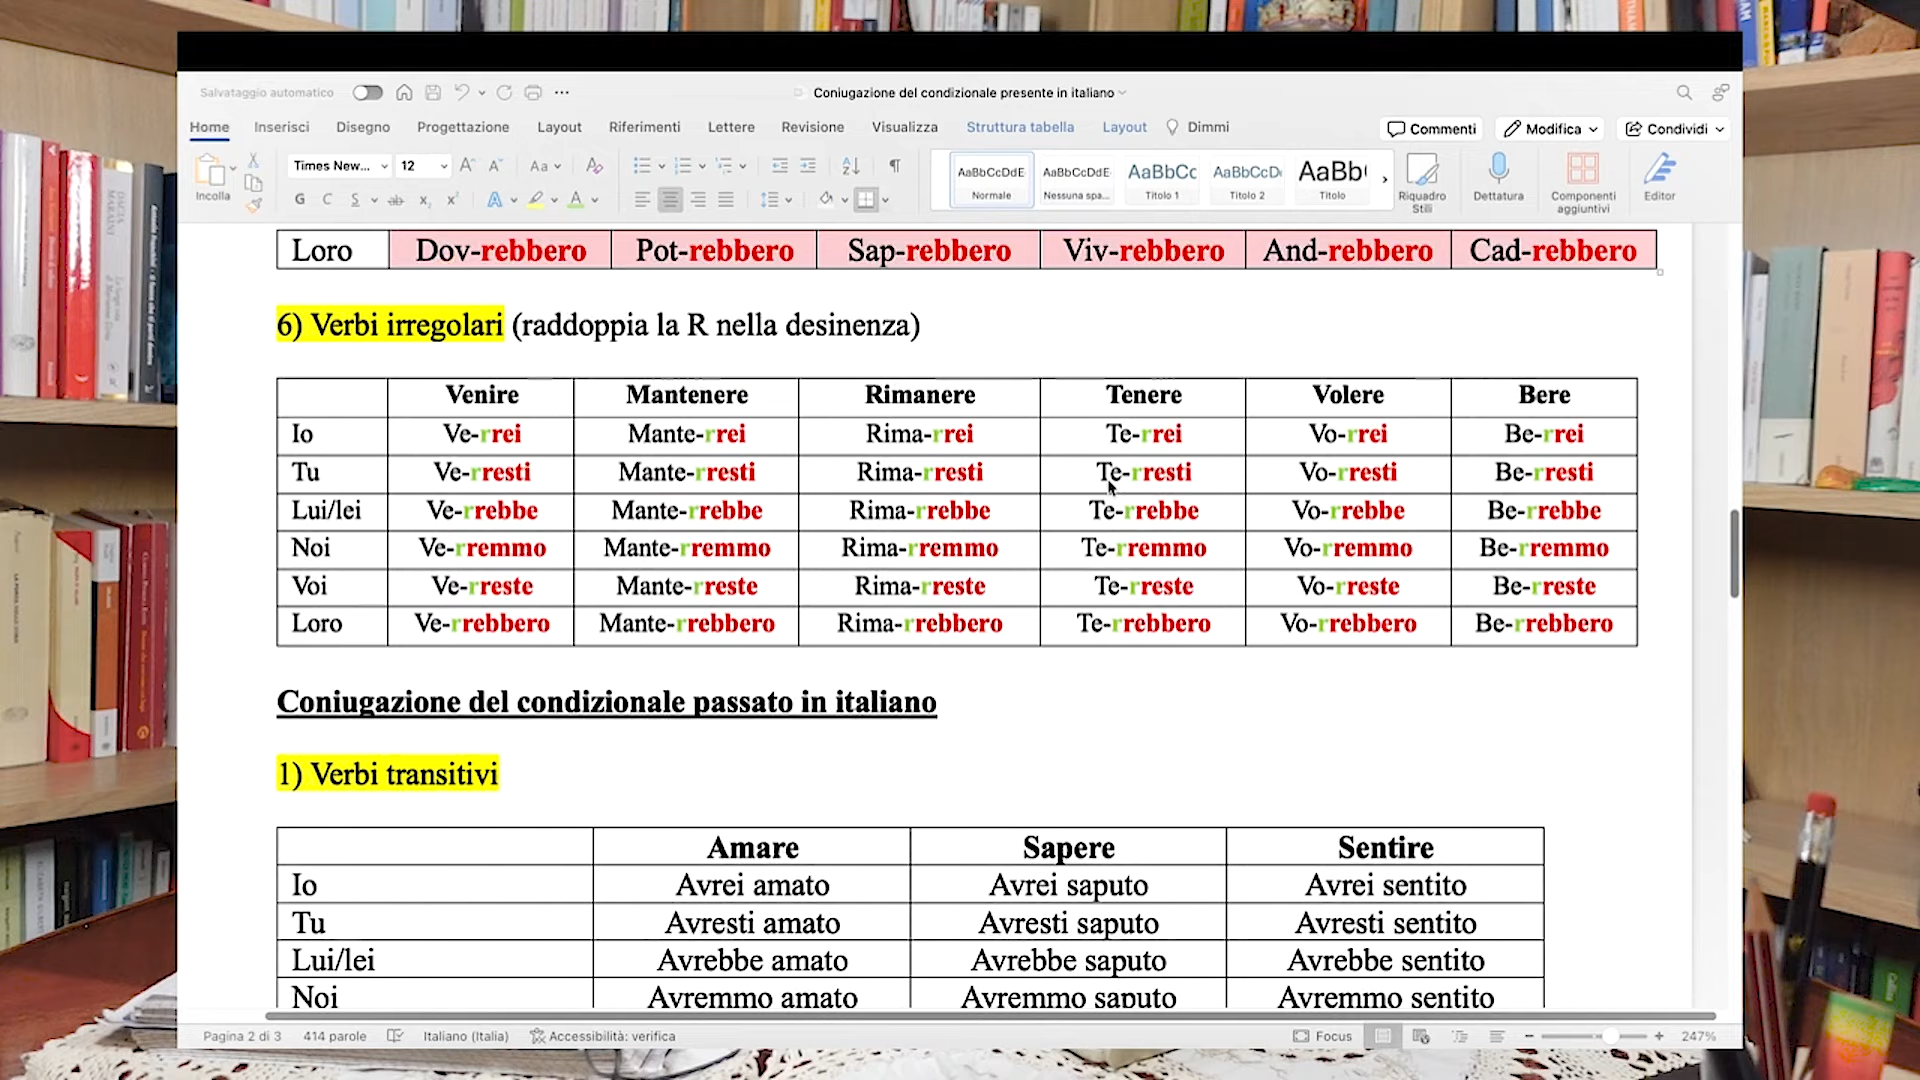 Salvataggio automatico
Coniugazione del condizionale presente in italiano
Home Inserisci Disegno Progettazione Layout Riferimenti Lettere Revisione Visualizza Struttura tabella Layout Dimmi
Commenti Modifica Condividi
Incolla
Times New... 12 Aa
G C S ab x₂ x² A A
AaBbCcDdE AaBbCcDdE AaBbCc AaBbCcDı AaBb(
Normale Nessuna spa... Titolo 1 Titolo 2 Titolo
Riquadro Stili
Dettatura
Componenti aggiuntivi
Editor
Loro Dov-rebbero Pot-rebbero Sap-rebbero Viv-rebbero And-rebbero Cad-rebbero
6) Verbi irregolari (raddoppia la R nella desinenza)
Venire Mantenere Rimanere Tenere Volere Bere
Io Ve-rrei Mante-rrei Rima-rrei Te-rrei Vo-rrei Be-rrei
Tu Ve-rresti Mante-rresti Rima-rresti Te-rresti Vo-rresti Be-rresti
Lui/lei Ve-rrebbe Mante-rrebbe Rima-rrebbe Te-rrebbe Vo-rrebbe Be-rrebbe
Noi Ve-rremmo Mante-rremmo Rima-rremmo Te-rremmo Vo-rremmo Be-rremmo
Voi Ve-rreste Mante-rreste Rima-rreste Te-rreste Vo-rreste Be-rreste
Loro Ve-rrebbero Mante-rrebbero Rima-rrebbero Te-rrebbero Vo-rrebbero Be-rrebbero
Coniugazione del condizionale passato in italiano
1) Verbi transitivi
Amare Sapere Sentire
Io Avrei amato Avrei saputo Avrei sentito
Tu Avresti amato Avresti saputo Avresti sentito
Lui/lei Avrebbe amato Avrebbe saputo Avrebbe sentito
Noi Avremmo amato Avremmo saputo Avremmo sentito
Pagina 2 di 3 414 parole Italiano (Italia) Accessibilità: verifica Focus 247%